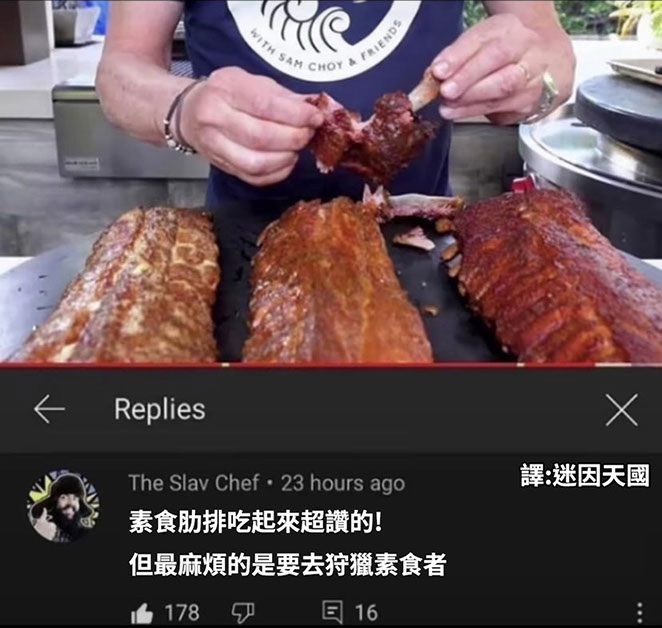 WITH SAM CHOY & FRIENDS
Replies
The Slav Chef • 23 hours ago
譯:迷因天國
素食肋排吃起來超讚的!
但最麻煩的是要去狩獵素食者
178
16